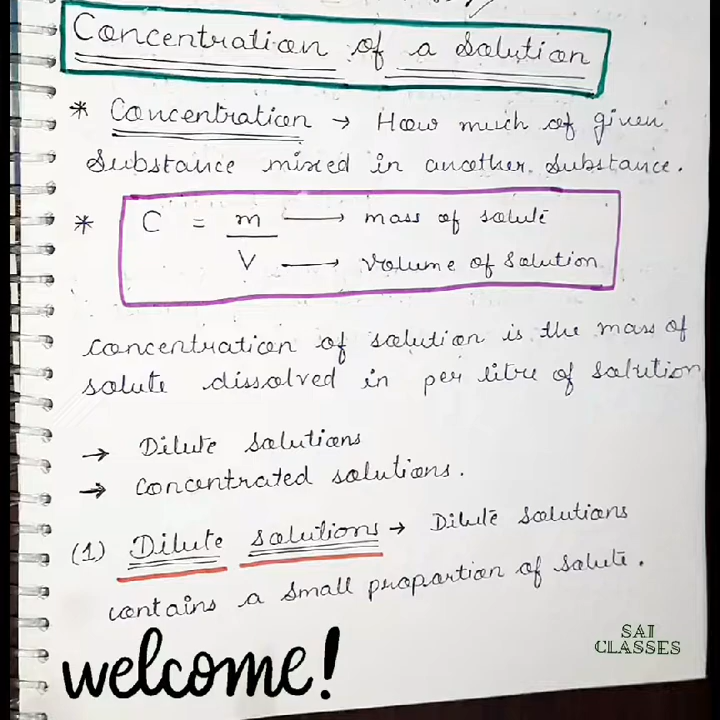 Concentration of a Solution
* Concentration → How much of given
substance mixed in another substance.
* C = m → mass of solute
V → Volume of solution
concentration of solution is the mass of
solute dissolved in per litre of solution
→ Dilute solutions
→ Concentrated solutions.
(1) Dilute solutions → Dilute solutions
contains a small proportion of solute.
welcome!
SAI
CLASSES